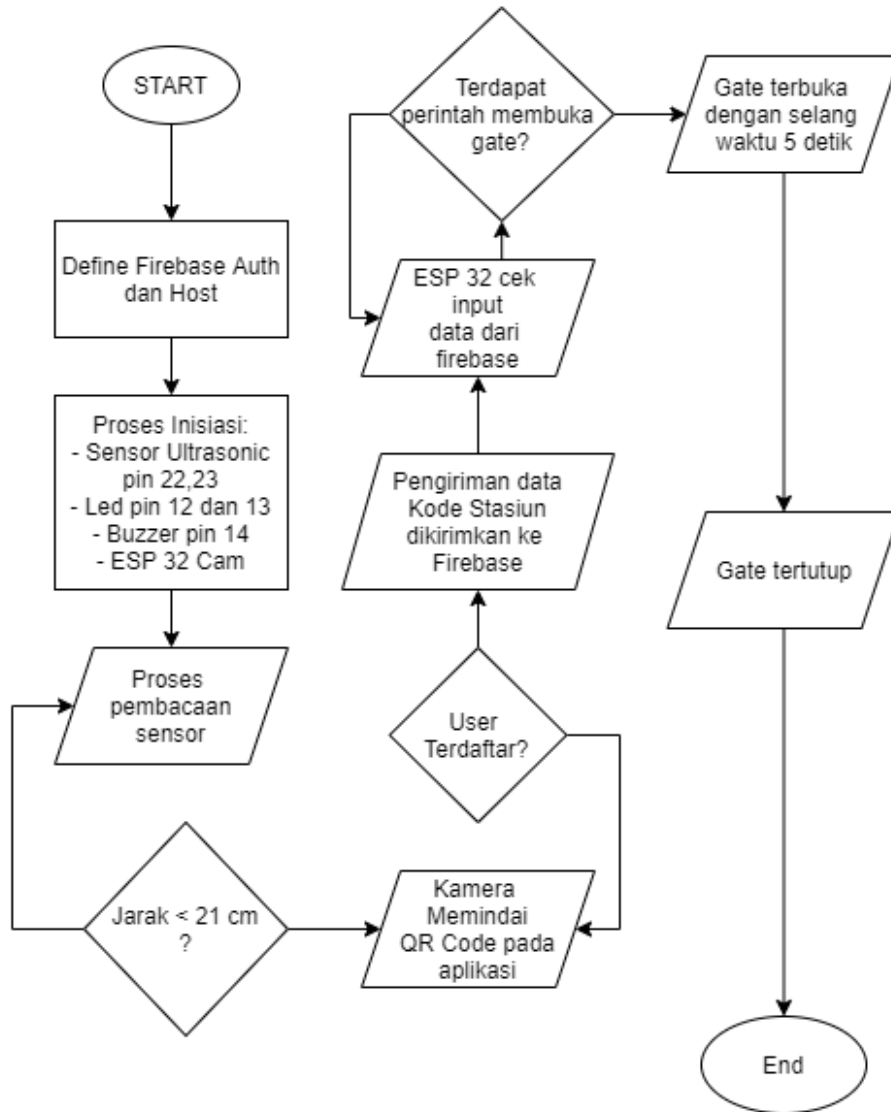 START
Define Firebase Auth
dan Host
Proses Inisiasi:
- Sensor Ultrasonic
pin 22,23
- Led pin 12 dan 13
- Buzzer pin 14
- ESP 32 Cam
Proses
pembacaan
sensor
Jarak < 21 cm
?
Kamera
Memindai
QR Code pada
aplikasi
User
Terdaftar?
Pengiriman data
Kode Stasiun
dikirimkan ke
Firebase
ESP 32 cek
input
data dari
firebase
Terdapat
perintah membuka
gate?
Gate terbuka
dengan selang
waktu 5 detik
Gate tertutup
End